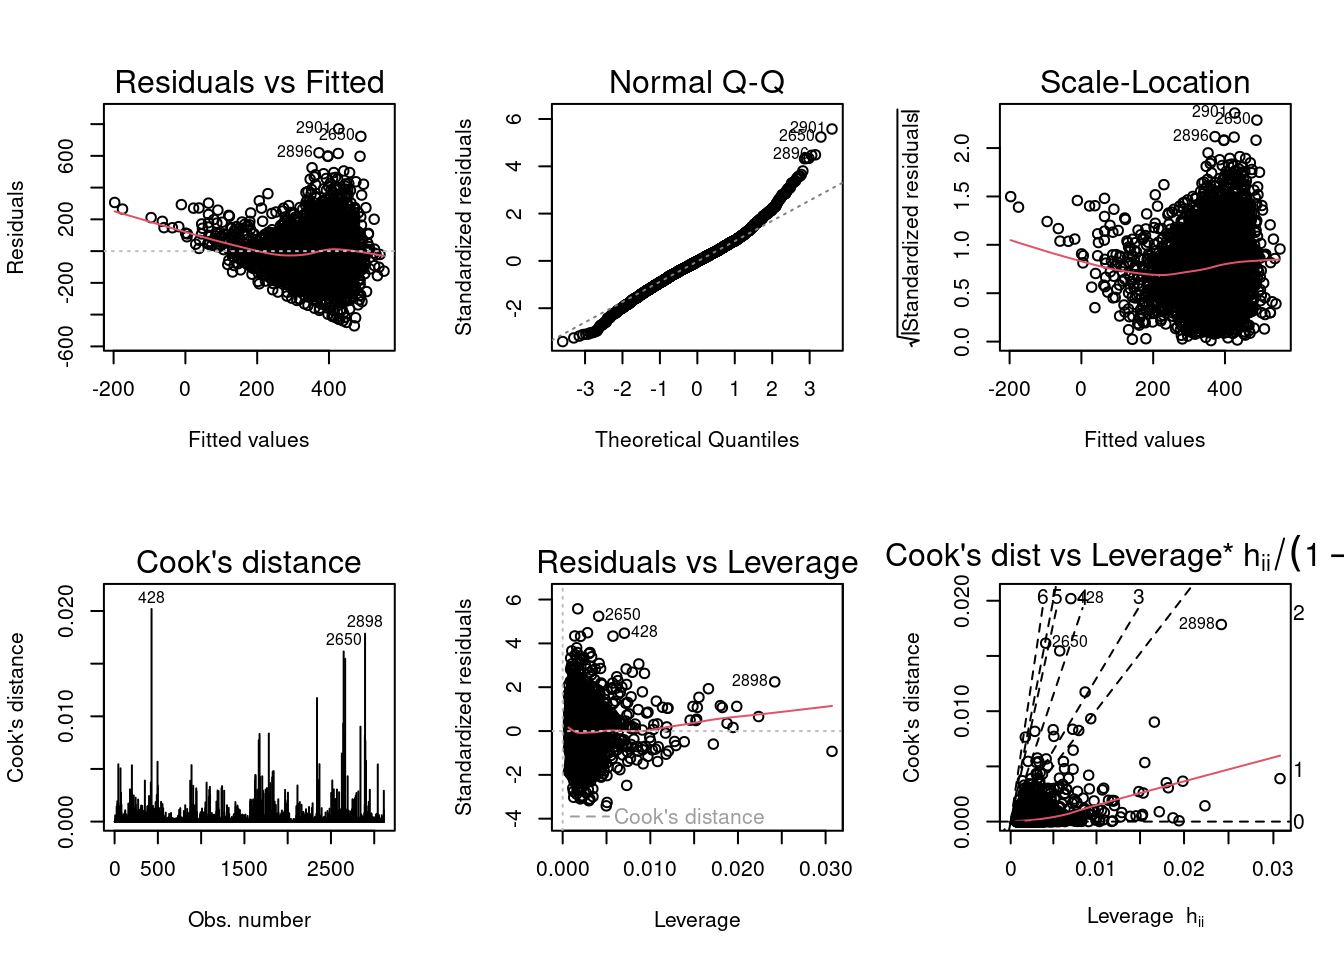 Residuals vs Fitted
Residuals
600
200
-200
-600
2901
2650
2896
-200 0 200 400
Fitted values
Normal Q-Q
Standardized residuals
6
4
2
0
-2
2901
2650
2896
-3 -2 -1 0 1 2 3
Theoretical Quantiles
Scale-Location
√|Standardized residuals|
2.0
1.5
1.0
0.5
0.0
2901
2650
2896
-200 0 200 400
Fitted values
Cook's distance
Cook's distance
0.020
0.010
0.000
428
2898
2650
0 500 1500 2500
Obs. number
Residuals vs Leverage
Standardized residuals
6
4
2
0
-2
-4
2650
428
2898
Cook's distance
0.000 0.010 0.020 0.030
Leverage
Cook's dist vs Leverage* hii/(1 −
Cook's distance
0.020
0.010
0.000
6 5 4 3
428
2898
2650
2
1
0
0 0.01 0.02 0.03
Leverage hii